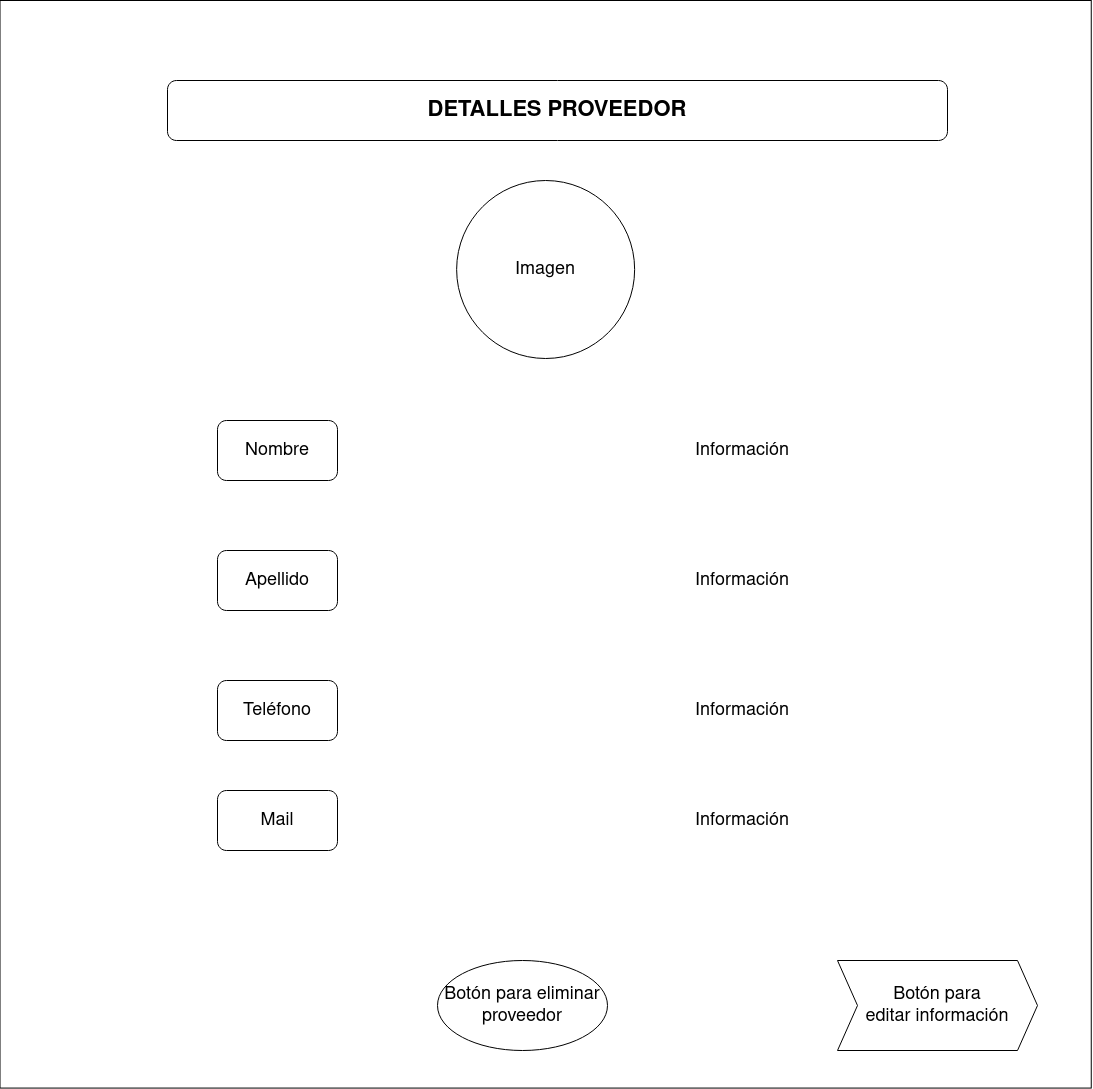 DETALLES PROVEEDOR
Imagen
Nombre
Información
Apellido
Información
Teléfono
Información
Mail
Información
Botón para eliminar
proveedor
Botón para
editar información